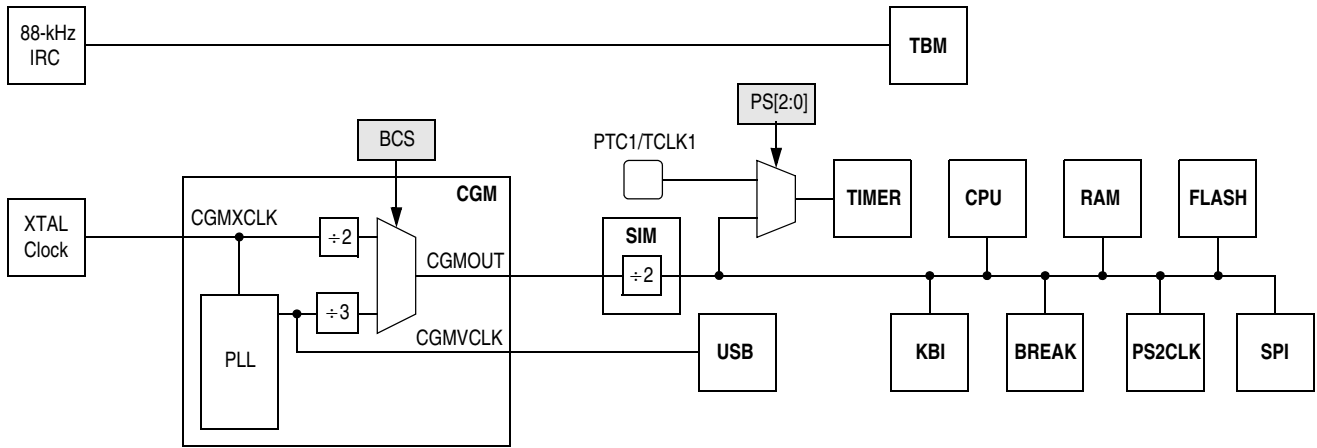 88-kHz
IRC
TBM
PS[2:0]
BCS
PTC1/TCLK1
CGM
TIMER
CPU
RAM
FLASH
XTAL
Clock
CGMXCLK
÷2
SIM
CGMOUT
÷2
÷3
CGMVCLK
PLL
USB
KBI
BREAK
PS2CLK
SPI